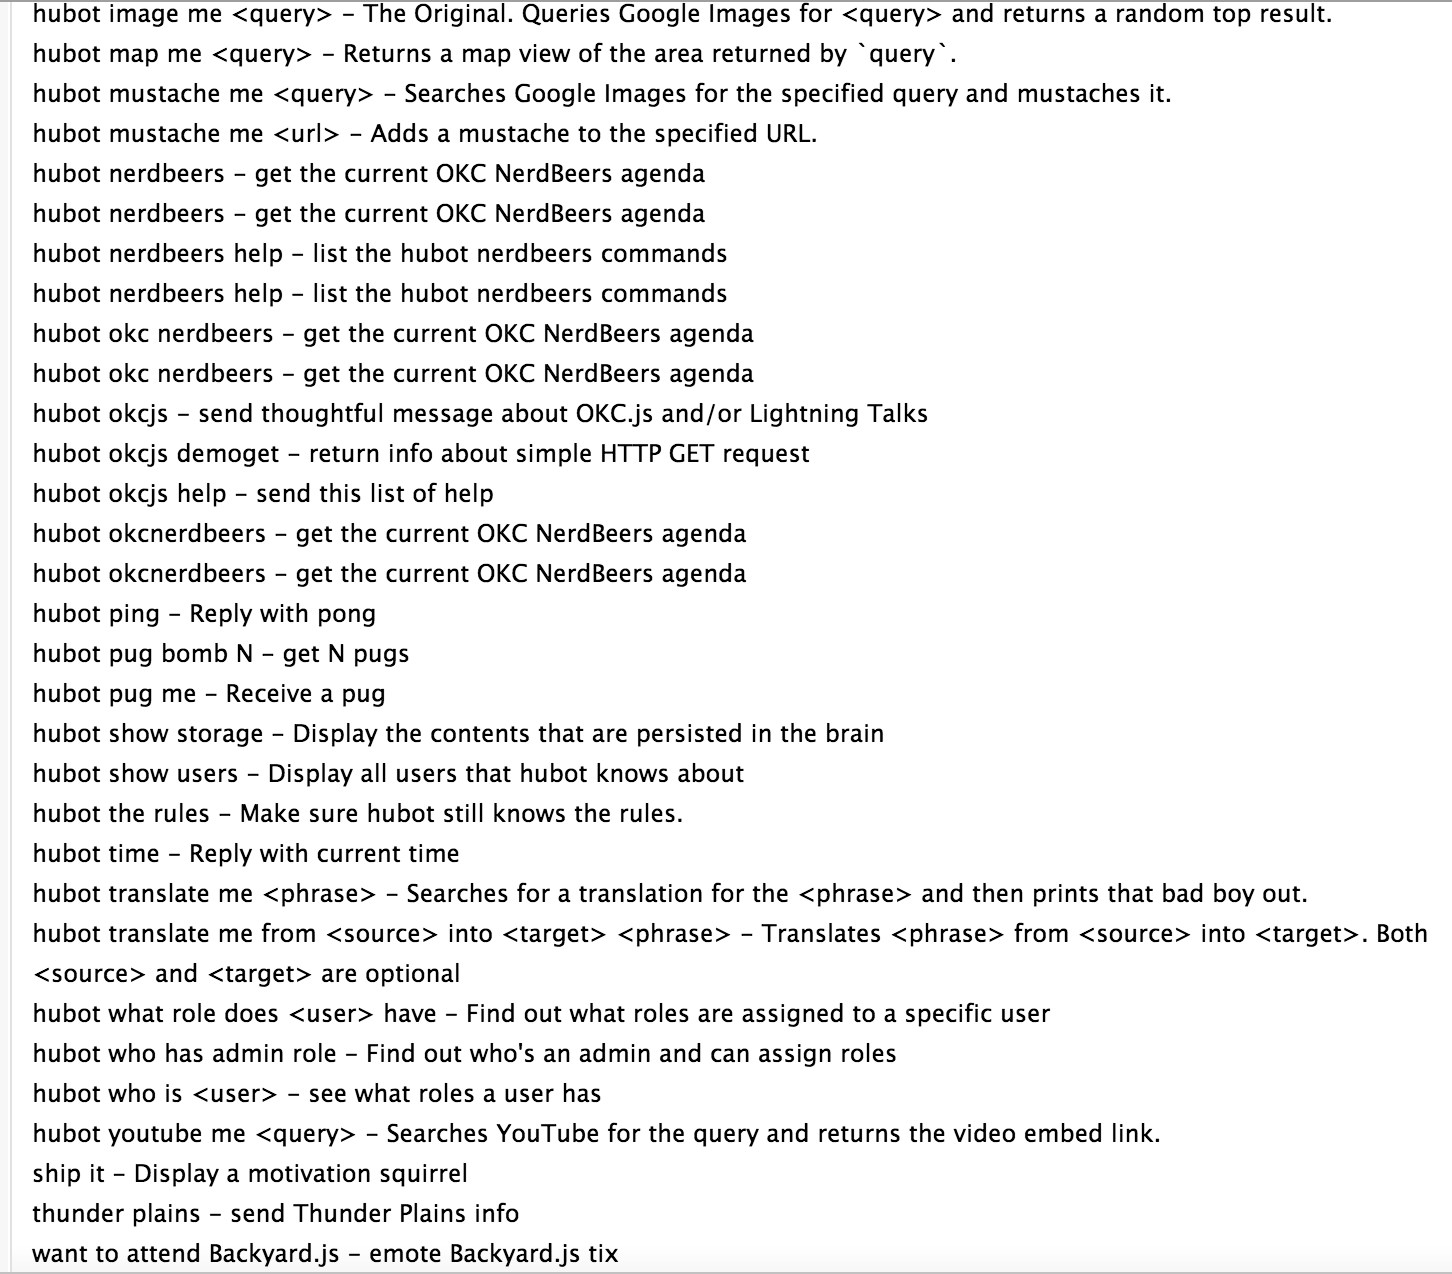 hubot image me <query> – The Original. Queries Google Images for <query> and returns a random top result.
hubot map me <query> – Returns a map view of the area returned by `query`.
hubot mustache me <query> – Searches Google Images for the specified query and mustaches it.
hubot mustache me <url> – Adds a mustache to the specified URL.
hubot nerdbeers – get the current OKC NerdBeers agenda
hubot nerdbeers – get the current OKC NerdBeers agenda
hubot nerdbeers help – list the hubot nerdbeers commands
hubot nerdbeers help – list the hubot nerdbeers commands
hubot okc nerdbeers – get the current OKC NerdBeers agenda
hubot okc nerdbeers – get the current OKC NerdBeers agenda
hubot okcjs – send thoughtful message about OKC.js and/or Lightning Talks
hubot okcjs demoget – return info about simple HTTP GET request
hubot okcjs help – send this list of help
hubot okcnerdbeers – get the current OKC NerdBeers agenda
hubot okcnerdbeers – get the current OKC NerdBeers agenda
hubot ping – Reply with pong
hubot pug bomb N – get N pugs
hubot pug me – Receive a pug
hubot show storage – Display the contents that are persisted in the brain
hubot show users – Display all users that hubot knows about
hubot the rules – Make sure hubot still knows the rules.
hubot time – Reply with current time
hubot translate me <phrase> – Searches for a translation for the <phrase> and then prints that bad boy out.
hubot translate me from <source> into <target> <phrase> – Translates <phrase> from <source> into <target>. Both
<source> and <target> are optional
hubot what role does <user> have – Find out what roles are assigned to a specific user
hubot who has admin role – Find out who's an admin and can assign roles
hubot who is <user> – see what roles a user has
hubot youtube me <query> – Searches YouTube for the query and returns the video embed link.
ship it – Display a motivation squirrel
thunder plains – send Thunder Plains info
want to attend Backyard.js – emote Backyard.js tix